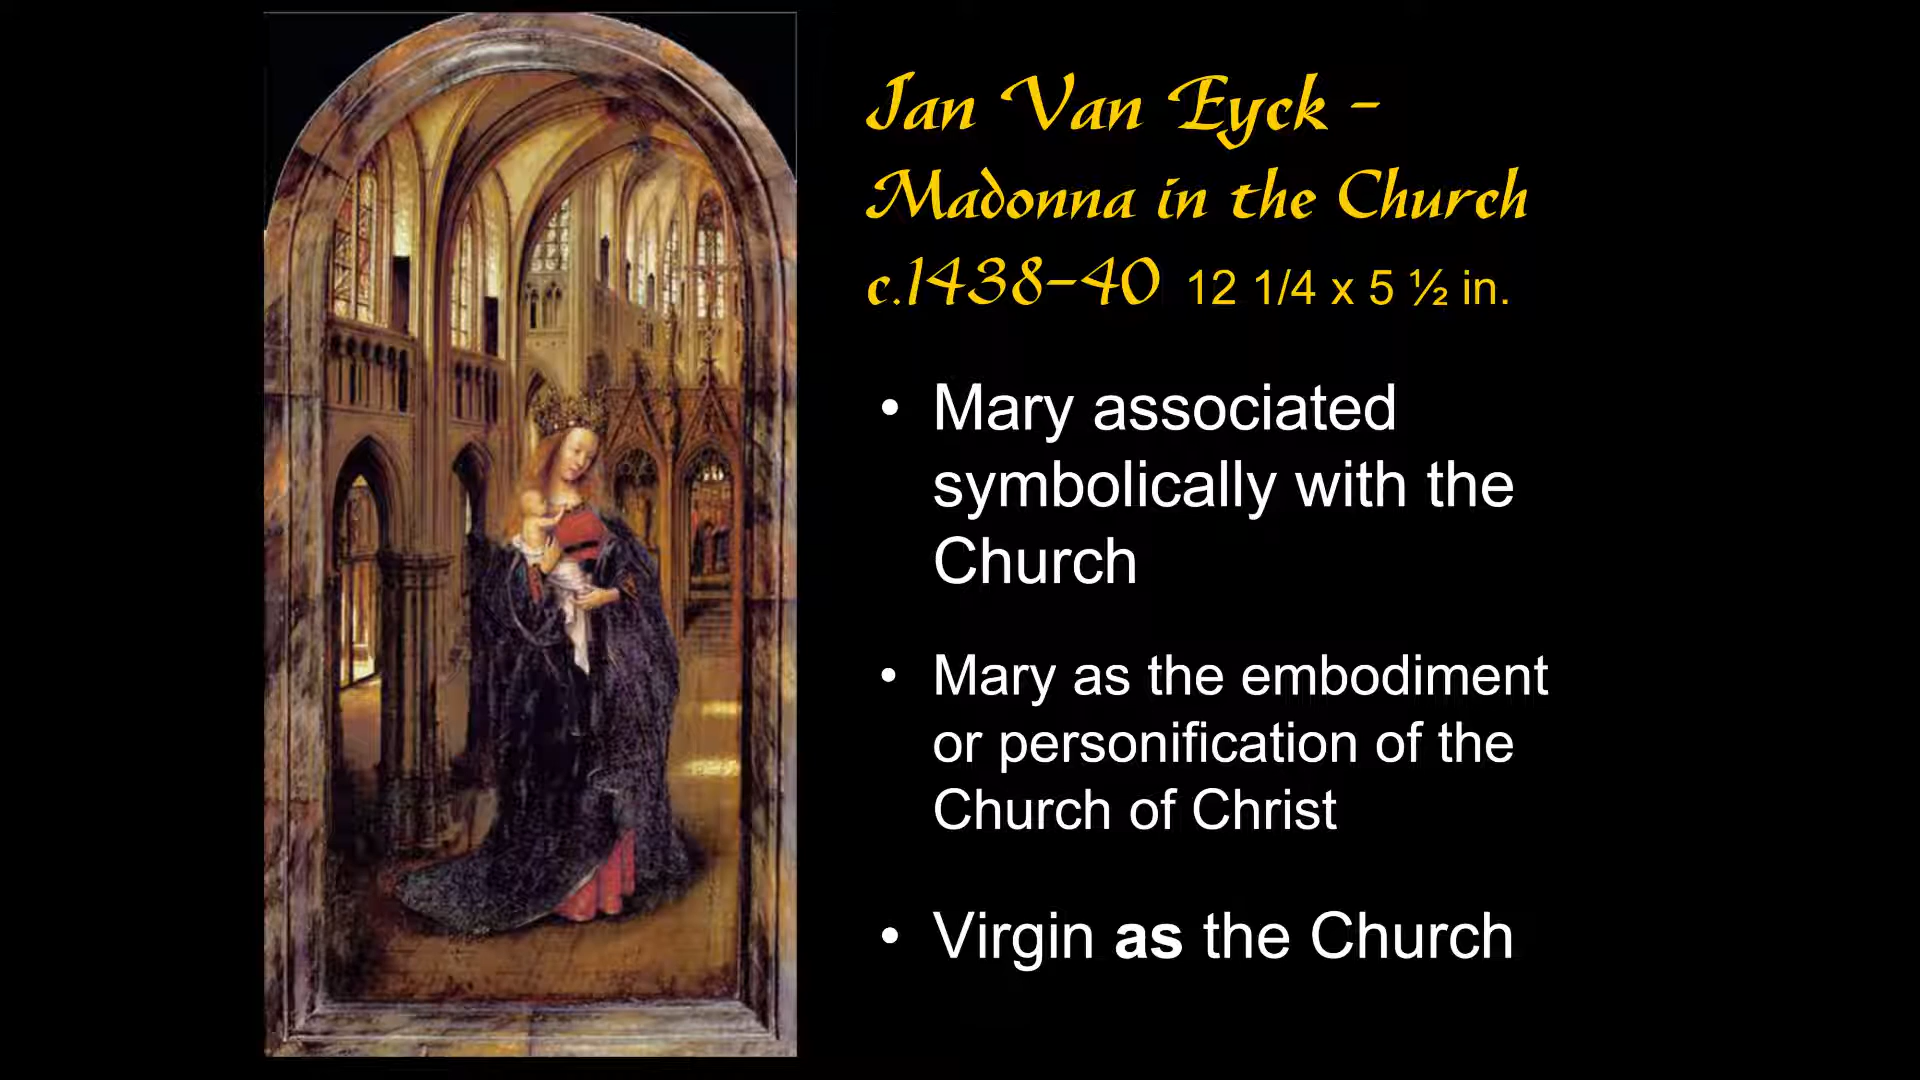 Jan Van Eyck -
Madonna in the Church
c.1438-40 12 1/4 x 5 ½ in.
• Mary associated
symbolically with the
Church
• Mary as the embodiment
or personification of the
Church of Christ
• Virgin as the Church